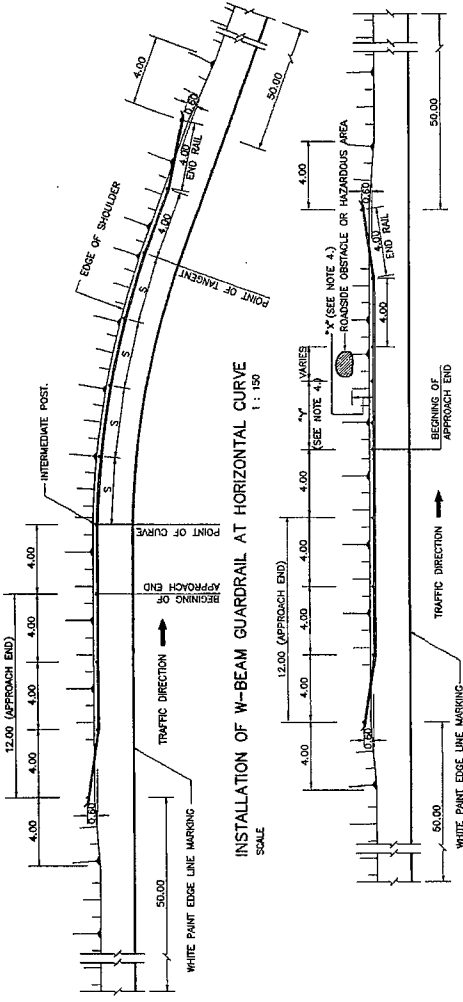 12.00 (APPROACH END)
4.00
4.00
4.00
4.00
4.00
0.60
50.00
WHITE PAINT EDGE LINE MARKING
TRAFFIC DIRECTION
BEGINING OF
APPROACH END
POINT OF CURVE
INTERMEDIATE POST.
S
S
S
S
EDGE OF SHOULDER
POINT OF TANGENT
4.00
4.00
END RAIL
0.60
4.00
50.00
INSTALLATION OF W-BEAM GUARDRAIL AT HORIZONTAL CURVE
SCALE
1 : 150
12.00 (APPROACH END)
4.00
4.00
4.00
4.00
4.00
"Y"
VARIES
(SEE NOTE 4.)
"X" (SEE NOTE 4.)
ROADSIDE OBSTACLE OR HAZARDOUS AREA
0.60
4.00
4.00
END RAIL
0.60
4.00
50.00
50.00
WHITE PAINT EDGE LINE MARKING
TRAFFIC DIRECTION
BEGINING OF
APPROACH END